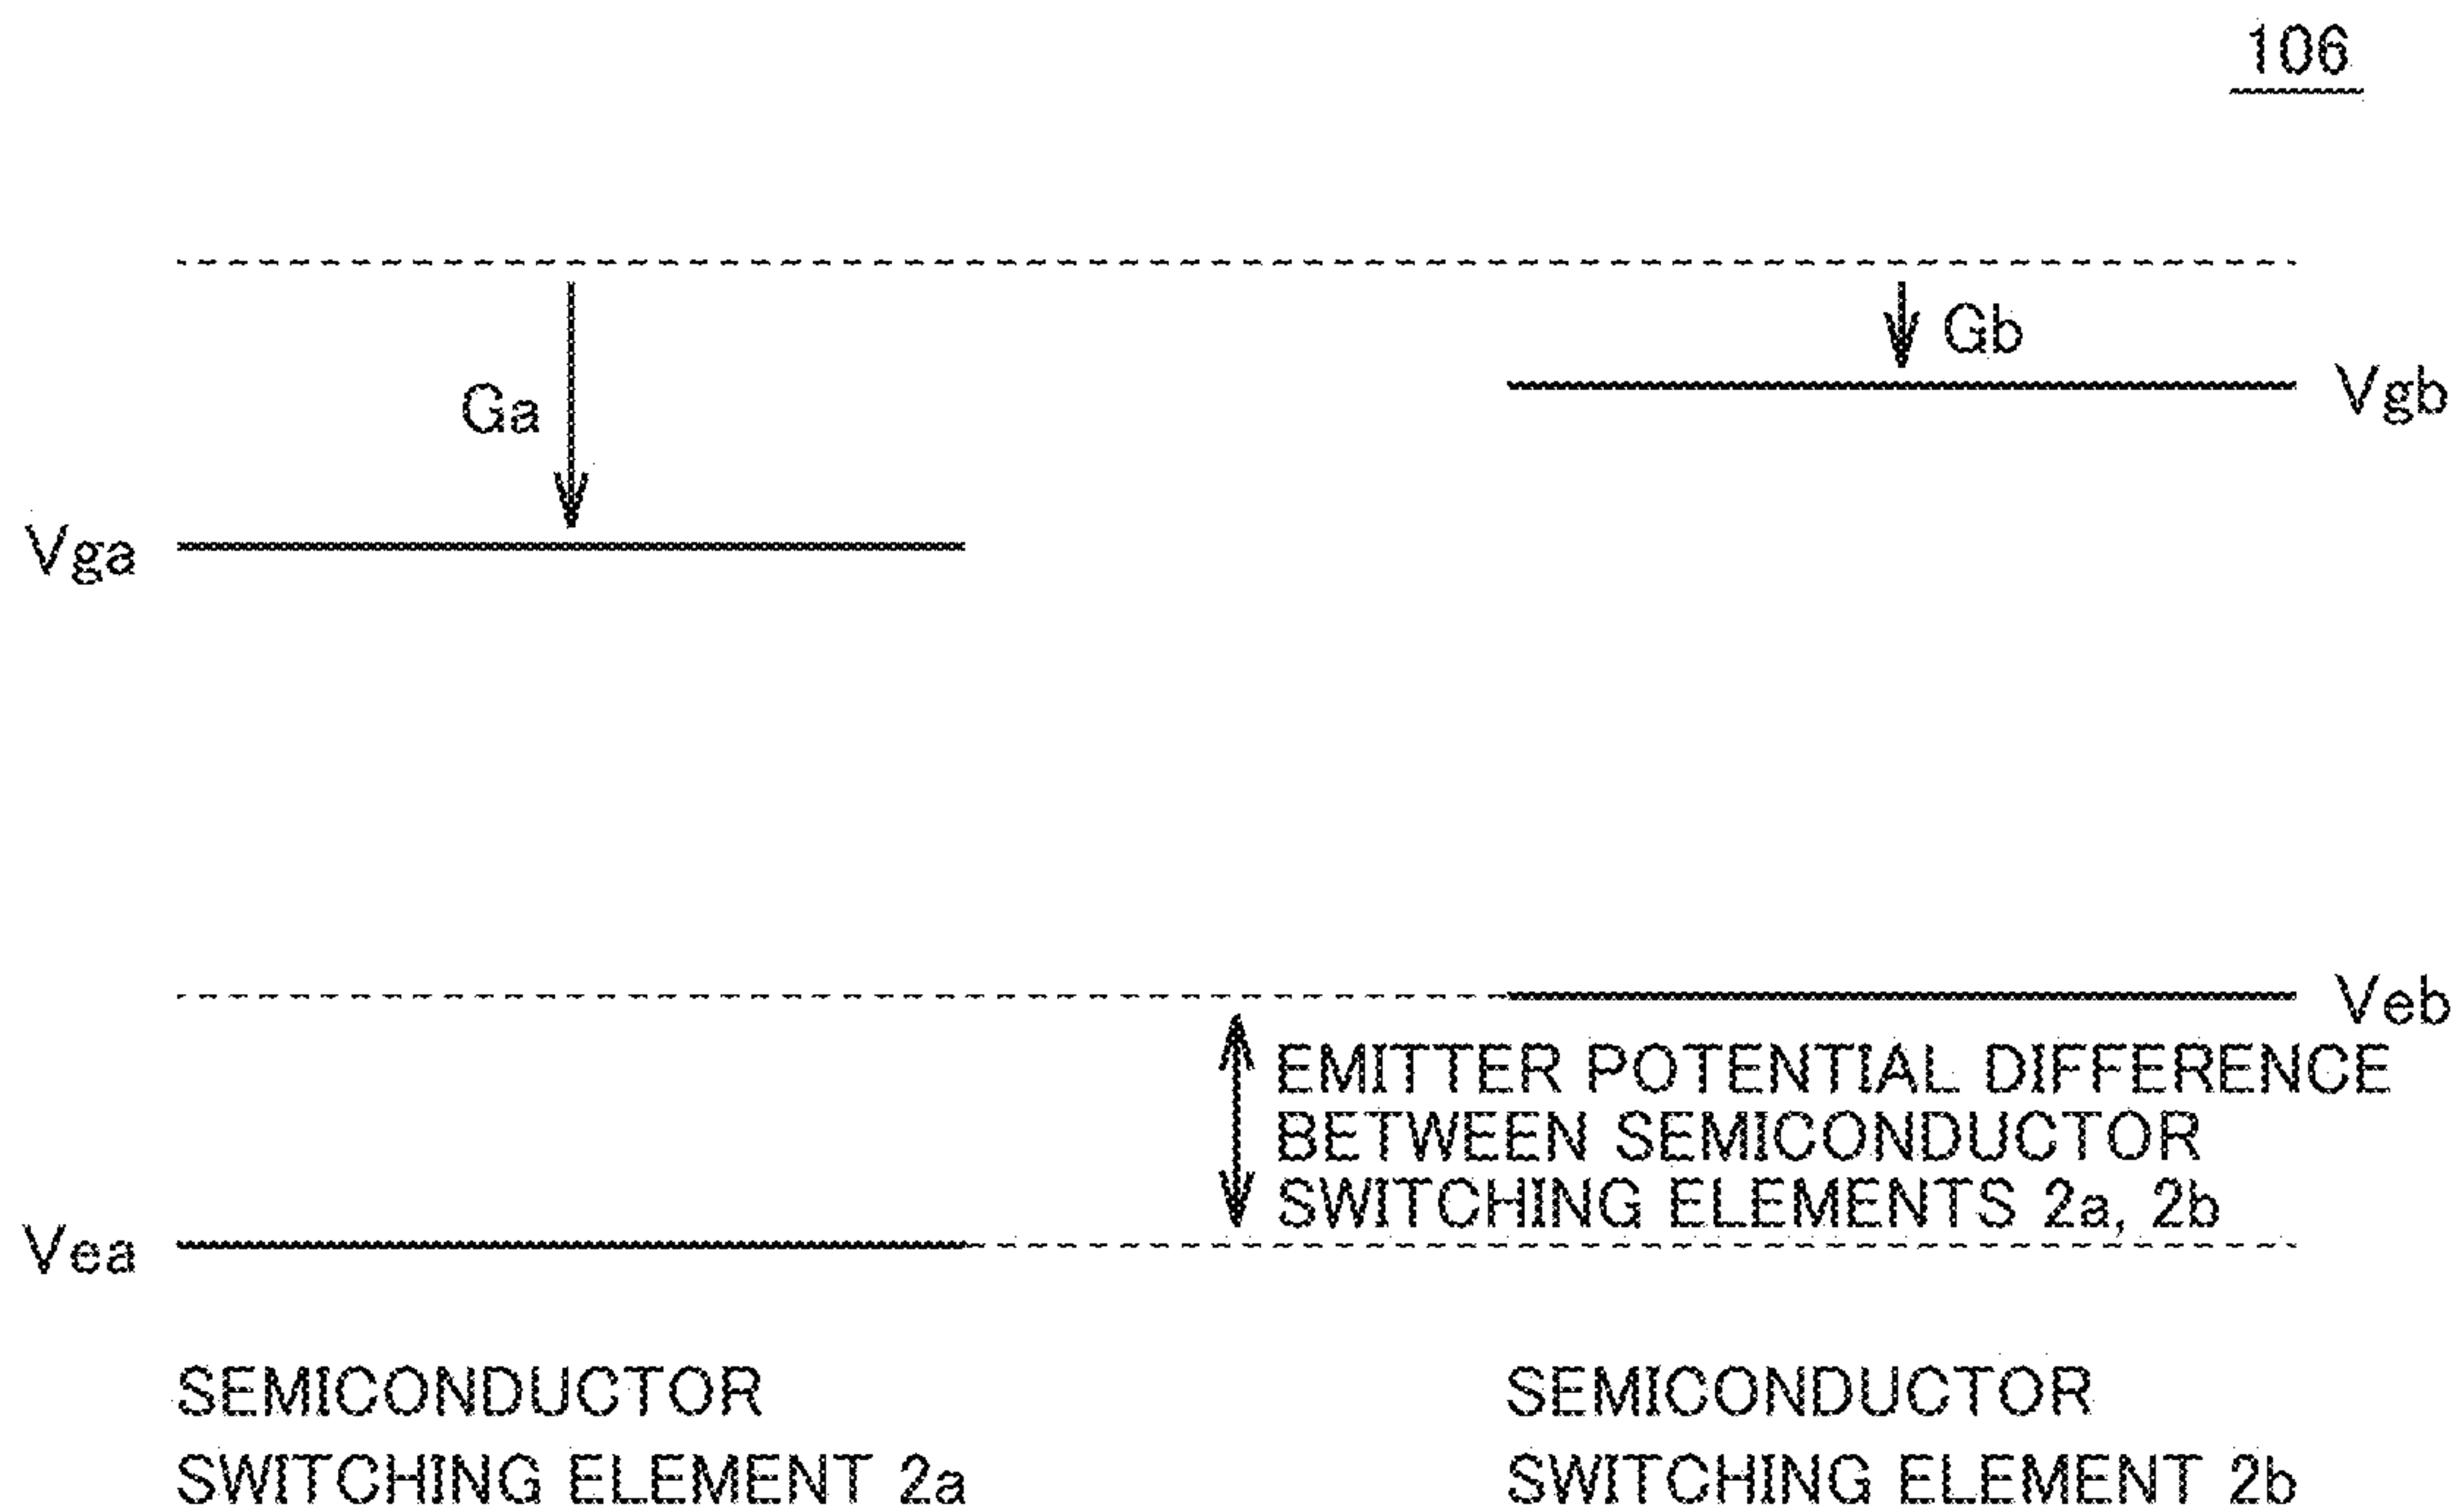 106
Gb
Vgb
Ga
Vga
Veb
EMITTER POTENTIAL DIFFERENCE
BETWEEN SEMICONDUCTOR
SWITCHING ELEMENTS 2a, 2b
Vea
SEMICONDUCTOR
SWITCHING ELEMENT 2a
SEMICONDUCTOR
SWITCHING ELEMENT 2b